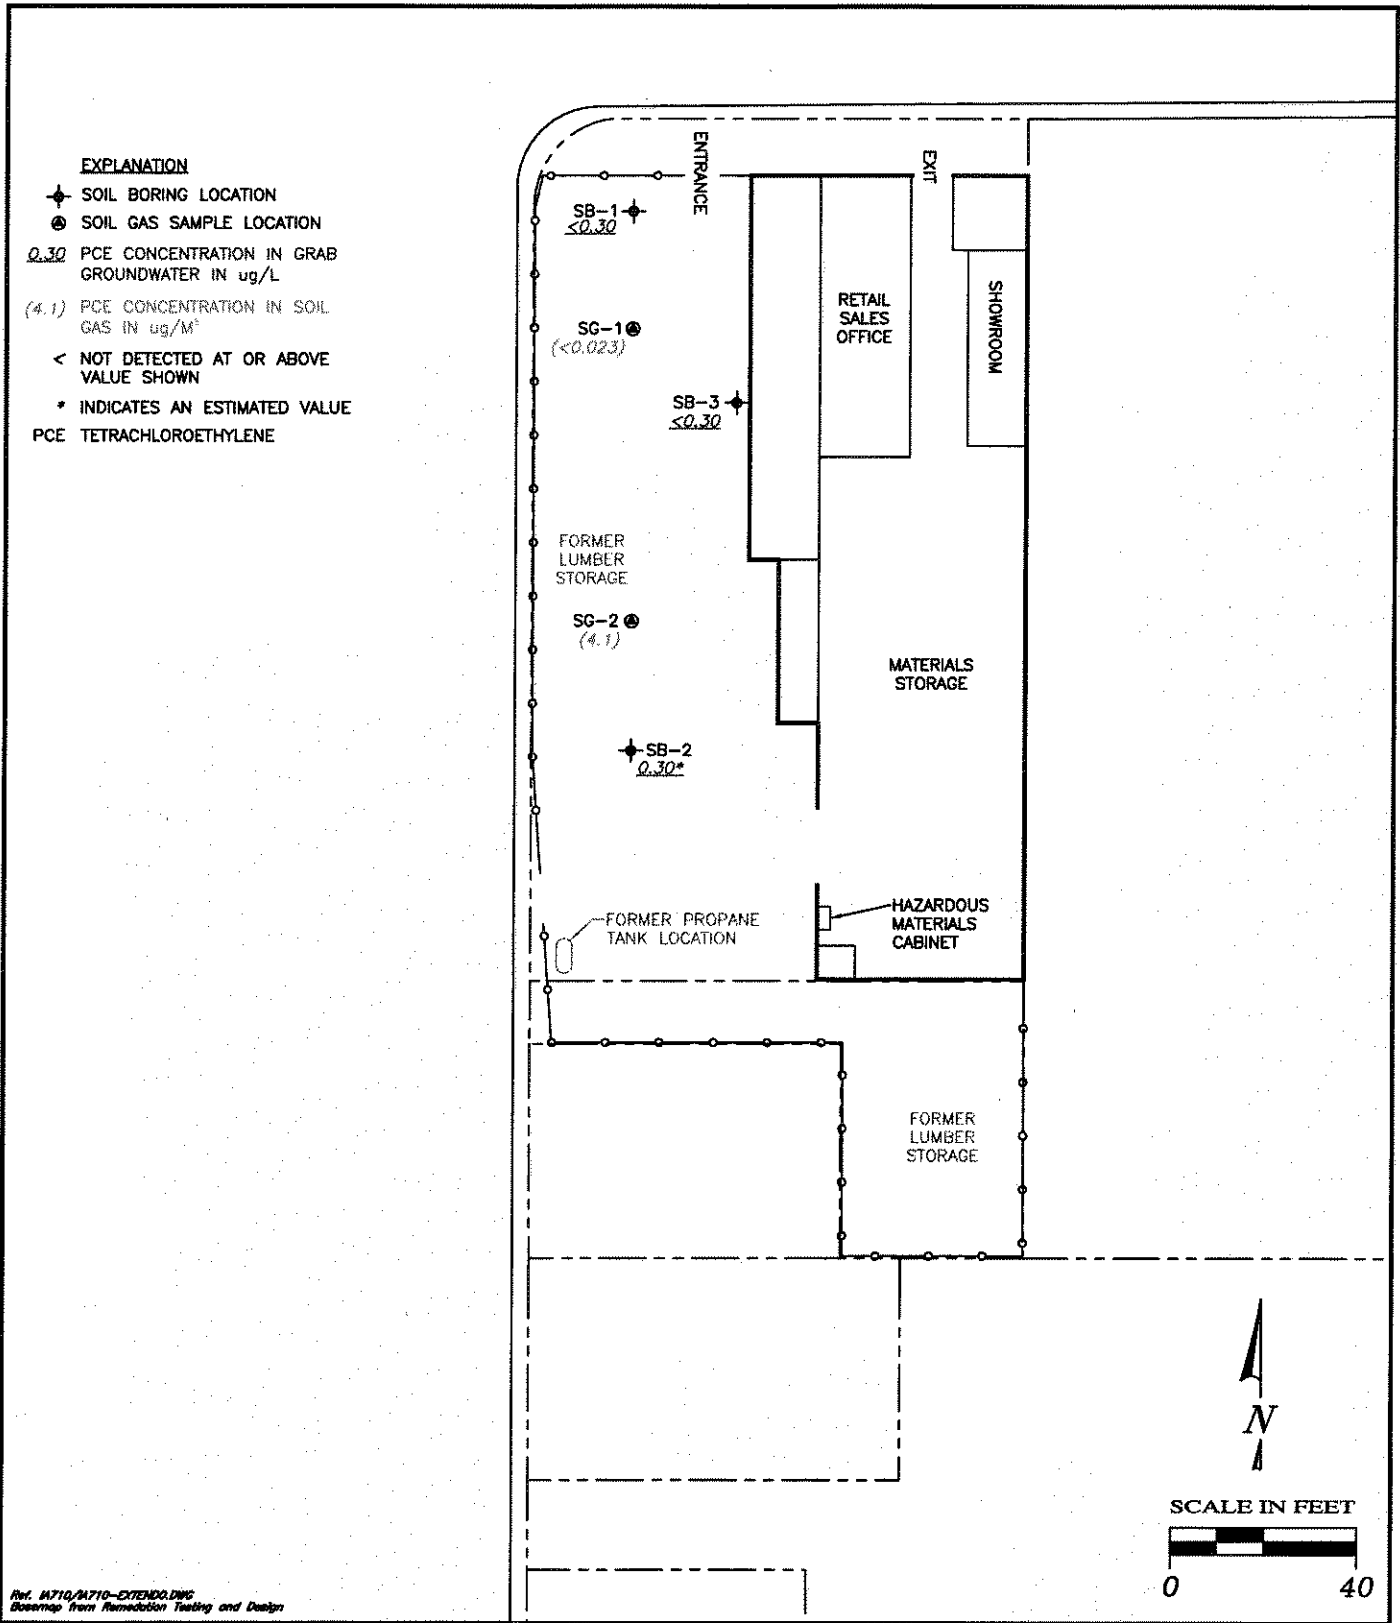 EXPLANATION
SOIL BORING LOCATION
SOIL GAS SAMPLE LOCATION
0.30 PCE CONCENTRATION IN GRAB
GROUNDWATER IN ug/L
(4.1) PCE CONCENTRATION IN SOIL
GAS IN ug/M³
< NOT DETECTED AT OR ABOVE
VALUE SHOWN
* INDICATES AN ESTIMATED VALUE
PCE TETRACHLOROETHYLENE
ENTRANCE
EXIT
SB-1
<0.30
SG-1
(<0.023)
SB-3
<0.30
RETAIL
SALES
OFFICE
SHOWROOM
FORMER
LUMBER
STORAGE
SG-2
(4.1)
MATERIALS
STORAGE
SB-2
0.30*
HAZARDOUS
MATERIALS
CABINET
FORMER PROPANE
TANK LOCATION
FORMER
LUMBER
STORAGE
N
SCALE IN FEET
0 40
Ref. IA710/IA710-EXTENDO.DWG
Basemap from Remediation Testing and Design